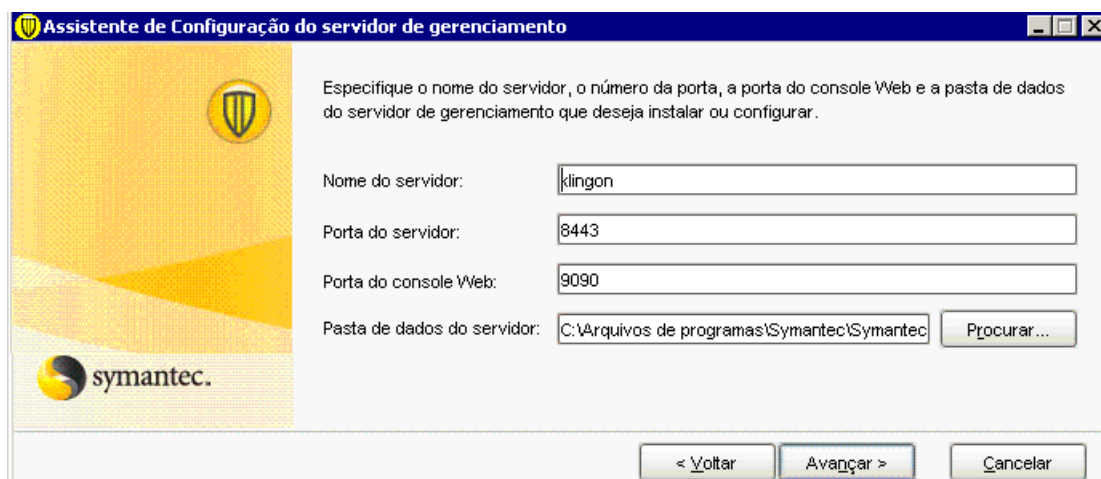 Assistente de Configuração do servidor de gerenciamento
Especifique o nome do servidor, o número da porta, a porta do console Web e a pasta de dados
do servidor de gerenciamento que deseja instalar ou configurar.
Nome do servidor: klingon
Porta do servidor: 8443
Porta do console Web: 9090
Pasta de dados do servidor: C:\Arquivos de programas\Symantec\Symantec Procurar...
symantec.
< Voltar Avançar > Cancelar